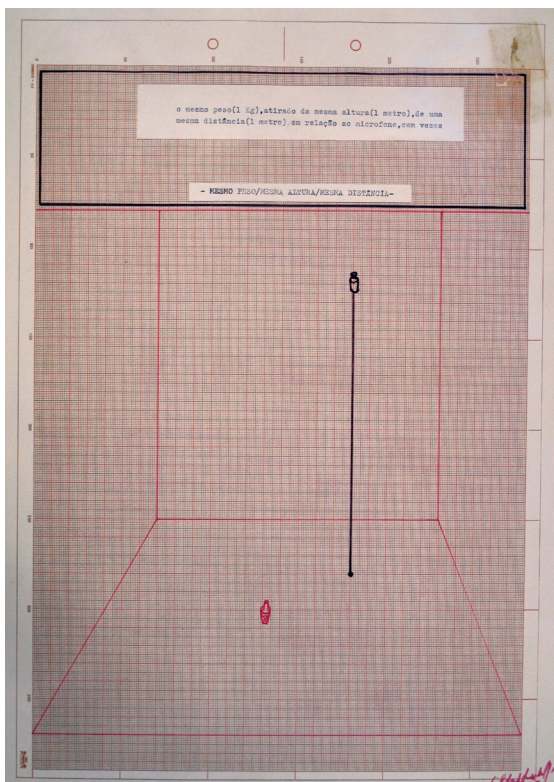 o mesmo peso(1 Kg),atirado da mesma altura(1 metro),de uma
mesma distância(1 metro) em relação ao microfone,cem vezes
- MESMO PESO/MESMA ALTURA/MESMA DISTÂNCIA-